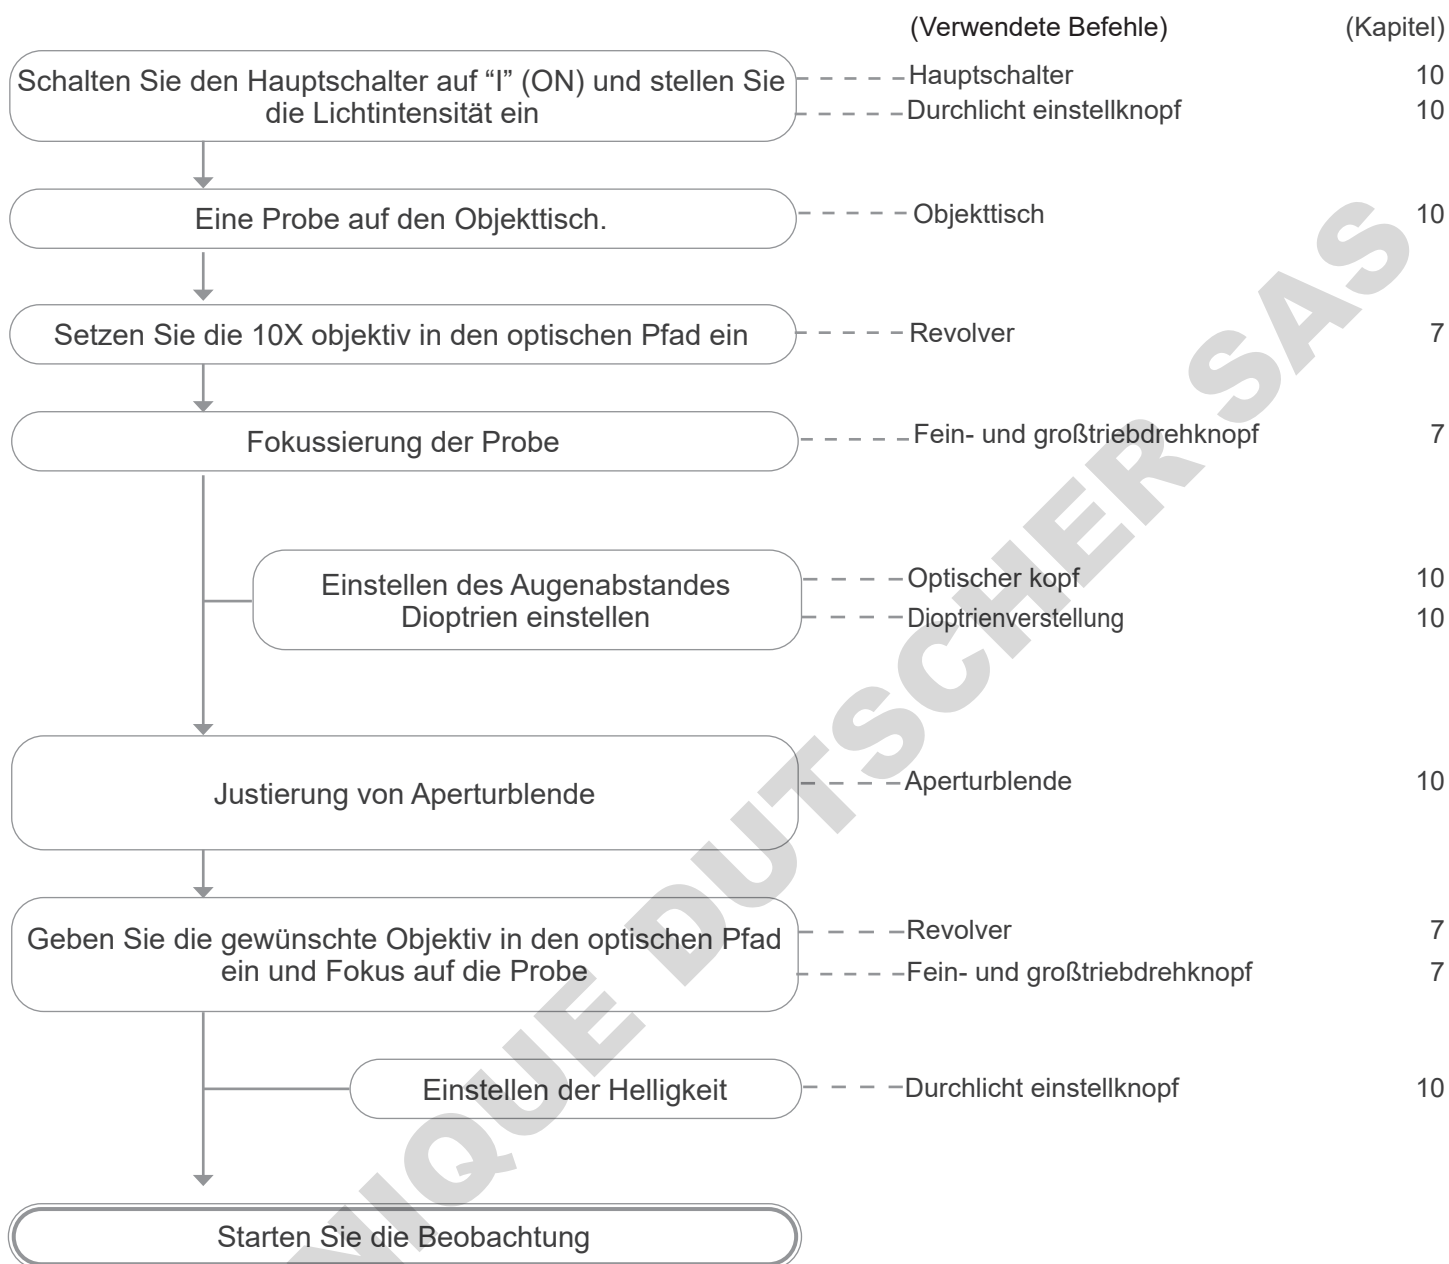 (Verwendete Befehle) (Kapitel)
Schalten Sie den Hauptschalter auf “I” (ON) und stellen Sie
die Lichtintensität ein
Hauptschalter 10
Durchlicht einstellknopf 10
Eine Probe auf den Objekttisch.
Objekttisch 10
Setzen Sie die 10X objektiv in den optischen Pfad ein
Revolver 7
Fokussierung der Probe
Fein- und großtriebdrehknopf 7
Einstellen des Augenabstandes
Dioptrien einstellen
Optischer kopf 10
Dioptrienverstellung 10
Justierung von Aperturblende
Aperturblende 10
Geben Sie die gewünschte Objektiv in den optischen Pfad
ein und Fokus auf die Probe
Revolver 7
Fein- und großtriebdrehknopf 7
Einstellen der Helligkeit
Durchlicht einstellknopf 10
Starten Sie die Beobachtung
NIQUE DUTSCHER SAS